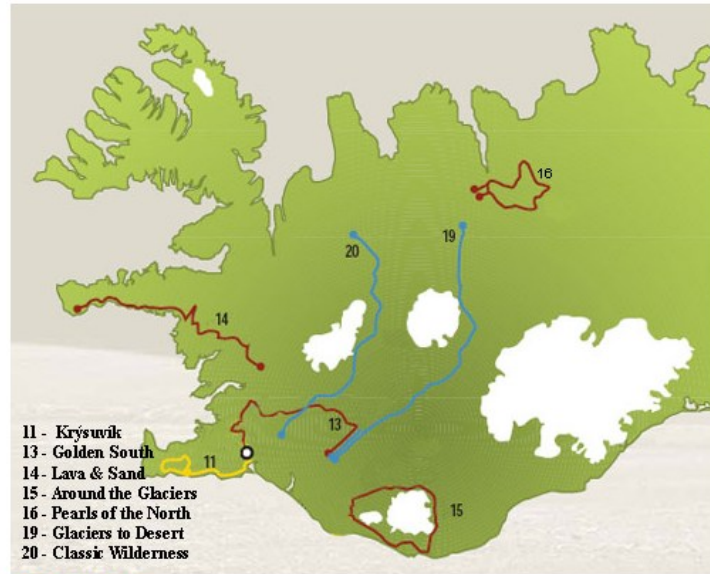 16
20
19
14
13
11
15
11 - Krýsuvík
13 - Golden South
14 - Lava & Sand
15 - Around the Glaciers
16 - Pearls of the North
19 - Glaciers to Desert
20 - Classic Wilderness